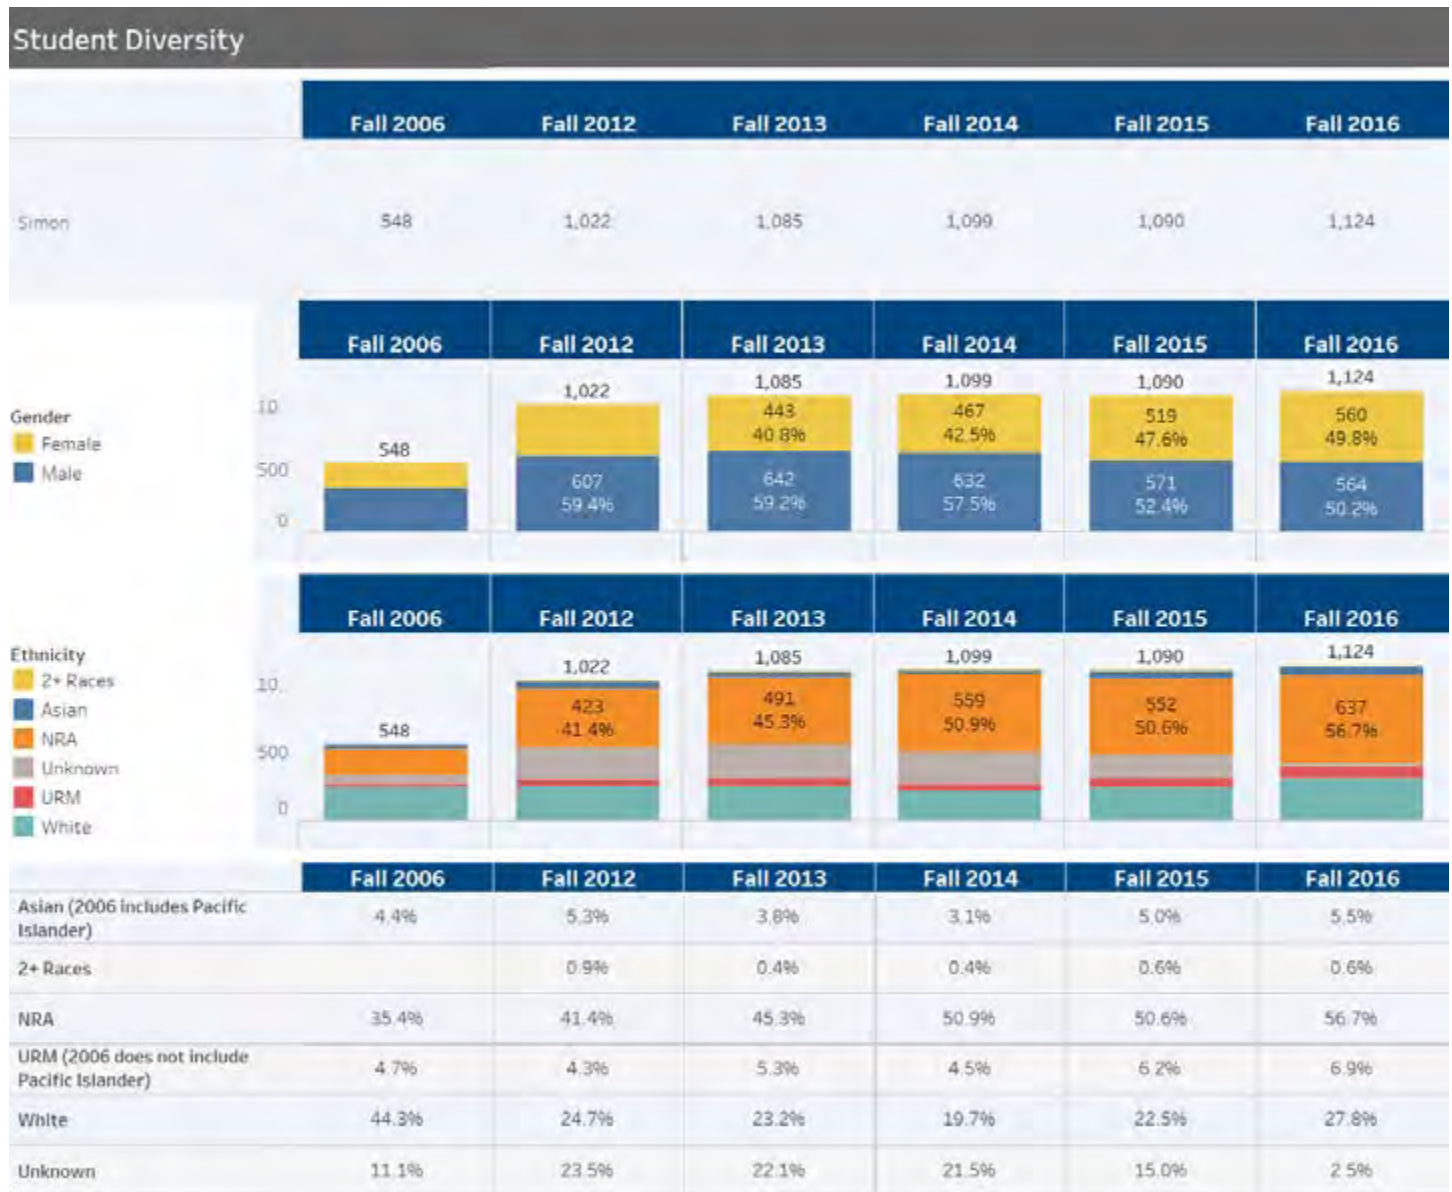 Student Diversity
Fall 2006 Fall 2012 Fall 2013 Fall 2014 Fall 2015 Fall 2016
Simon 548 1,022 1,085 1,099 1,090 1,124
Fall 2006 Fall 2012 Fall 2013 Fall 2014 Fall 2015 Fall 2016
Gender
Female
Male
10
500
0
548 1,022 1,085 1,099 1,090 1,124
443 467 519 560
40.8% 42.5% 47.6% 49.8%
607 642 632 571 564
59.4% 59.2% 57.5% 52.4% 50.2%
Fall 2006 Fall 2012 Fall 2013 Fall 2014 Fall 2015 Fall 2016
Ethnicity
2+ Races
Asian
NRA
Unknown
URM
White
10
500
0
548 1,022 1,085 1,099 1,090 1,124
423 491 559 552 637
41.4% 45.3% 50.9% 50.6% 56.7%
Fall 2006 Fall 2012 Fall 2013 Fall 2014 Fall 2015 Fall 2016
Asian (2006 includes Pacific
Islander) 4.4% 5.3% 3.8% 3.1% 5.0% 5.5%
2+ Races 0.9% 0.4% 0.4% 0.6% 0.6%
NRA 35.4% 41.4% 45.3% 50.9% 50.6% 56.7%
URM (2006 does not include
Pacific Islander) 4.7% 4.3% 5.3% 4.5% 6.2% 6.9%
White 44.3% 24.7% 23.2% 19.7% 22.5% 27.8%
Unknown 11.1% 23.5% 22.1% 21.5% 15.0% 2.5%